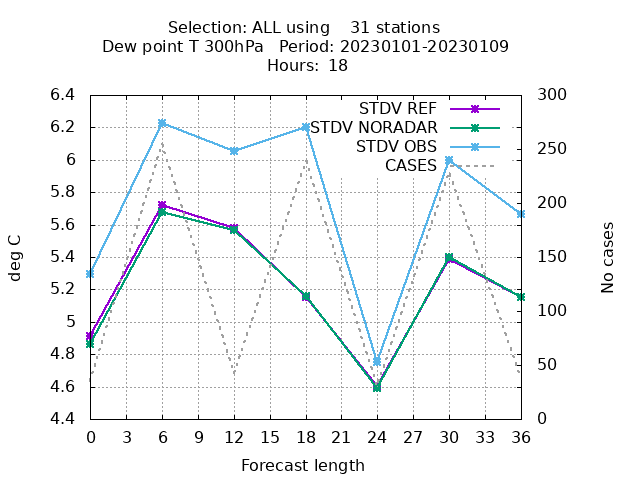 Selection: ALL using    31 stations
Dew point T 300hPa   Period: 20230101-20230109
Hours: 18
STDV REF
STDV NORADAR
STDV OBS
CASES
6.4
6.2
6
5.8
5.6
5.4
5.2
5
4.8
4.6
4.4
deg C
300
250
200
150
100
50
0
No cases
0 3 6 9 12 15 18 21 24 27 30 33 36
Forecast length